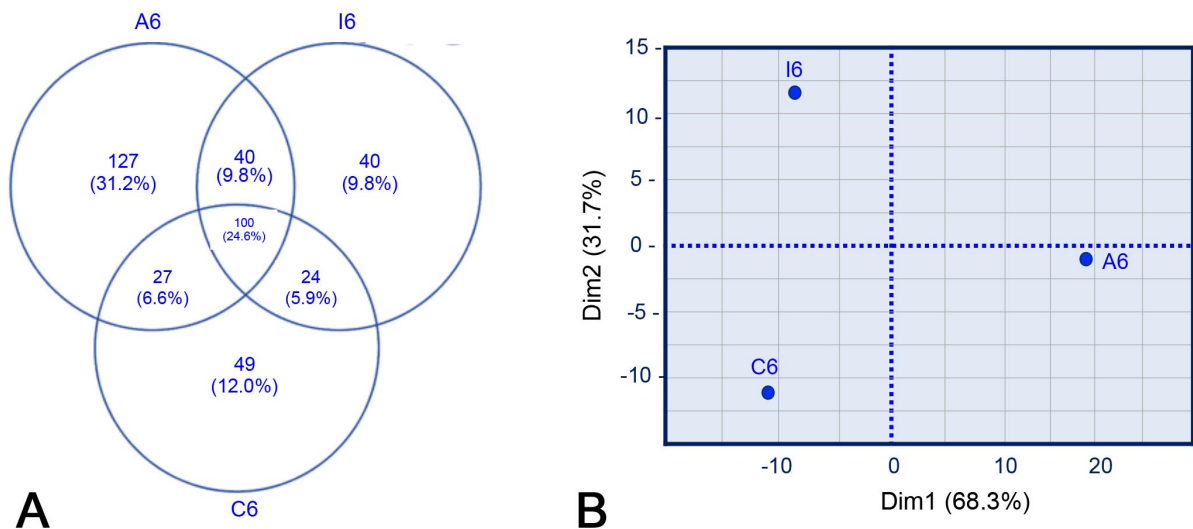 A6
I6
127
(31.2%)
40
(9.8%)
40
(9.8%)
100
(24.6%)
27
(6.6%)
24
(5.9%)
49
(12.0%)
C6
A
15 -
10 -
5 -
0 -
-5 -
-10 -
Dim2 (31.7%)
I6
A6
C6
-10
0
10
20
Dim1 (68.3%)
B